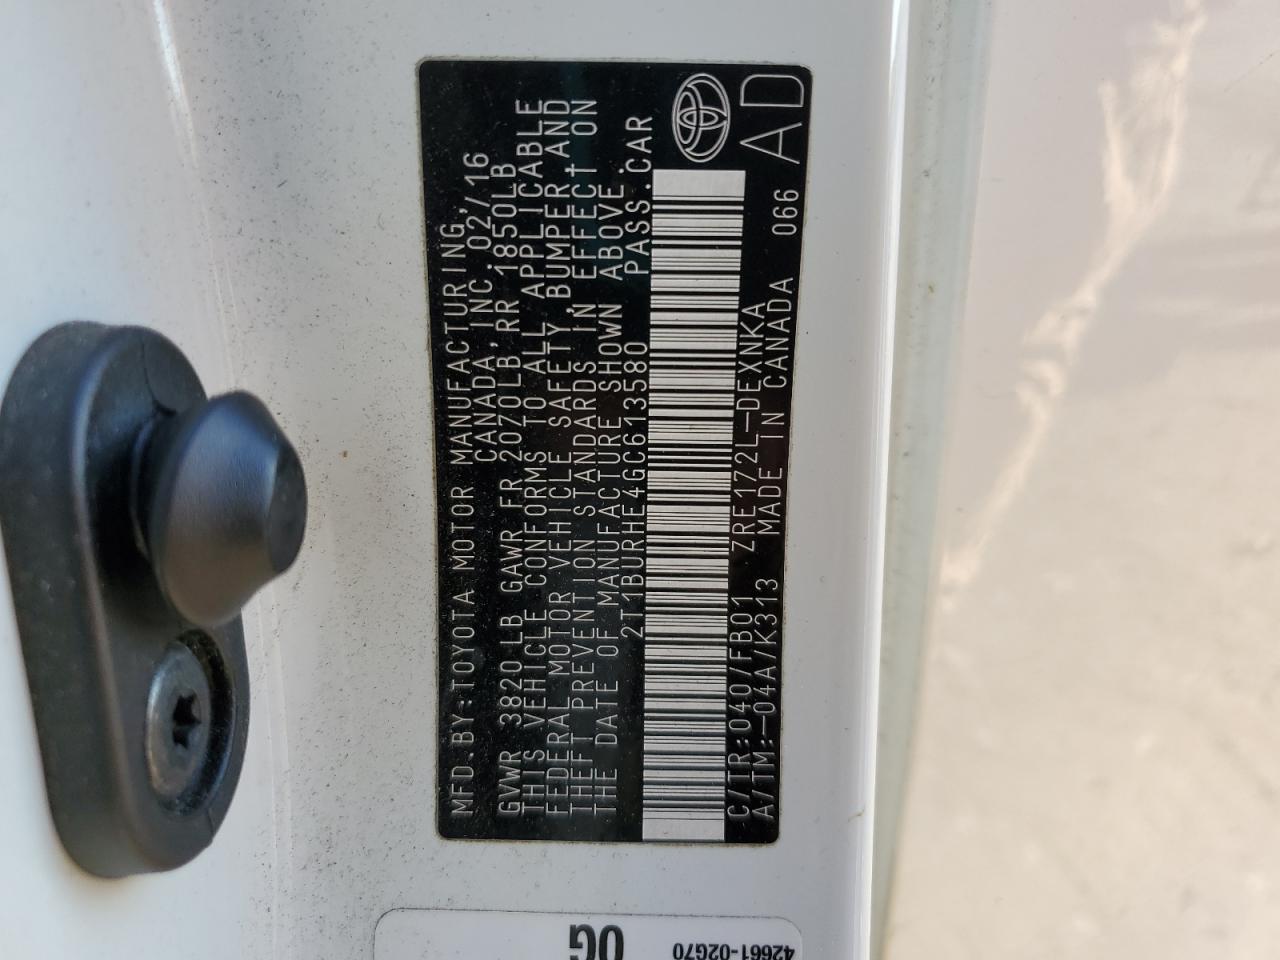 MFD.BY:TOYOTA MOTOR MANUFACTURING,
CANADA,INC.02/16
GVWR 3820LB GAWR FR 2070LB,RR 1850LB
THIS VEHICLE CONFORMS TO ALL APPLICABLE
FEDERAL MOTOR VEHICLE SAFETY,BUMPER,AND
THEFT PREVENTION STANDARDS IN EFFECT ON
THE DATE OF MANUFACTURE SHOWN ABOVE.
2T1BURHE4GC613580 PASS.CAR
C/TR:040/FB01 ZRE172L-DEXNKA
A/TM:-04A/K313 MADE IN CANADA 066
AD
0G
42661-02G70